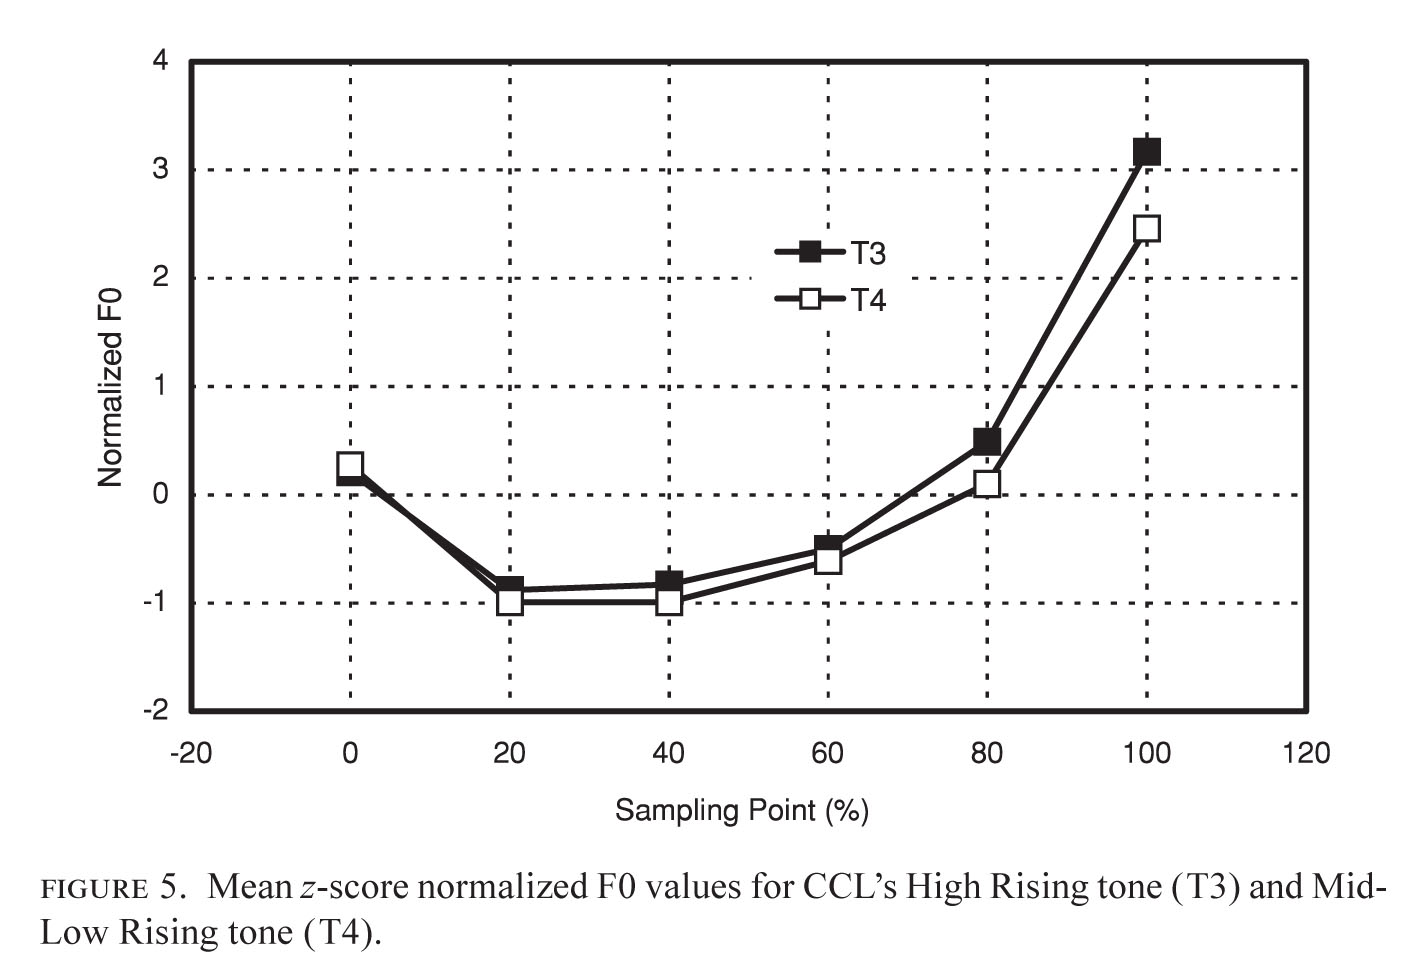 4
3
2
1
0
-1
-2
Normalized F0
T3
T4
-20 0 20 40 60 80 100 120
Sampling Point (%)
FIGURE 5. Mean z-score normalized F0 values for CCL’s High Rising tone (T3) and Mid-
Low Rising tone (T4).